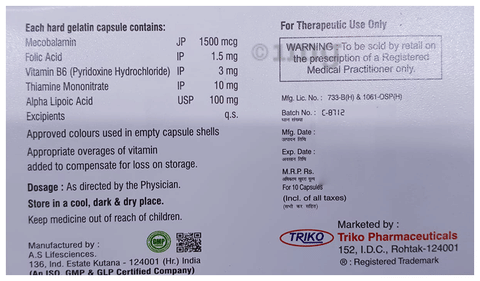 Each hard gelatin capsule contains:
Mecobalamin JP 1500 mcg
Folic Acid IP 1.5 mg
Vitamin B6 (Pyridoxine Hydrochloride) IP 3 mg
Thiamine Mononitrate IP 10 mg
Alpha Lipoic Acid USP 100 mg
Excipients q.s.
Approved colours used in empty capsule shells
Appropriate overages of vitamin
added to compensate for loss on storage.
Dosage : As directed by the Physician.
Store in a cool, dark & dry place.
Keep medicine out of reach of children.
Manufactured by :
A.S Lifesciences.
136, Ind. Estate Kutana - 124001 (Hr.) India
(An ISO, GMP & GLP Certified Company)
GMP
For Therapeutic Use Only
WARNING: To be sold by retail on
the prescription of a Registered
Medical Practitioner only.
Mfg. Lic. No. : 733-B(H) & 1061-OSP(H)
Batch No. : C-8712
Mfg. Date :
Exp. Date :
M.R.P. Rs.
For 10 Capsules
(Incl. of all taxes)
Marketed by :
TRIKO
Triko Pharmaceuticals
152, I.D.C., Rohtak-124001
® : Registered Trademark